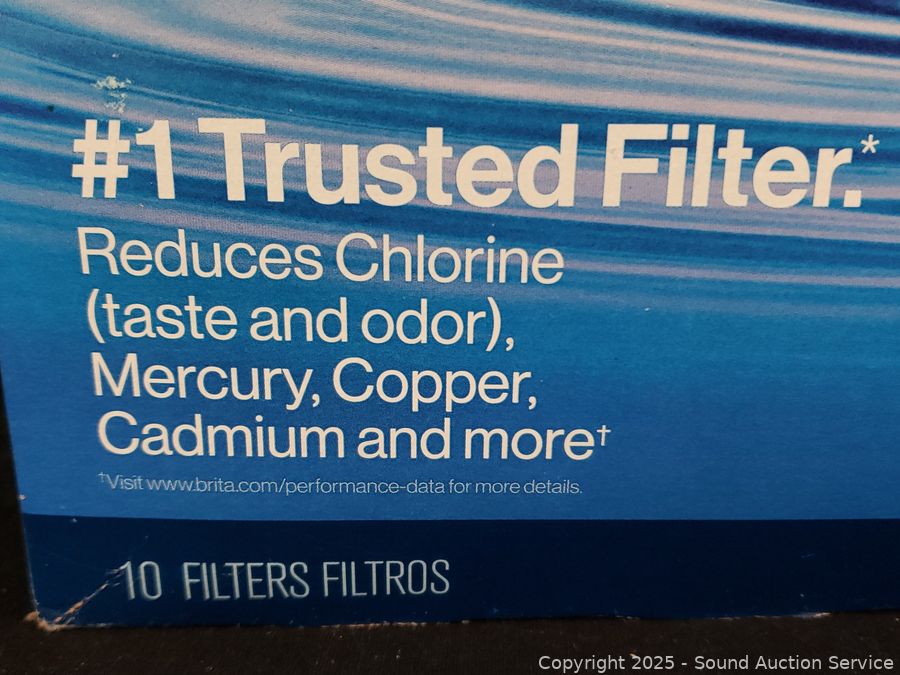 #1 Trusted Filter.*
Reduces Chlorine
(taste and odor),
Mercury, Copper,
Cadmium and more†
†Visit www.brita.com/performance-data for more details.
10 FILTERS FILTROS
Copyright 2025 - Sound Auction Service